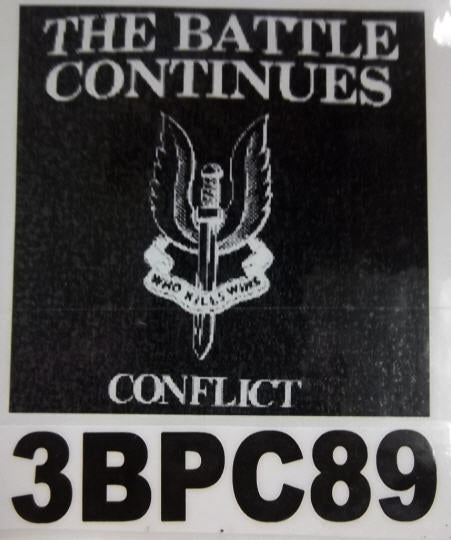 THE BATTLE
CONTINUES
WHO KILLS WINS
CONFLICT
3BPC89